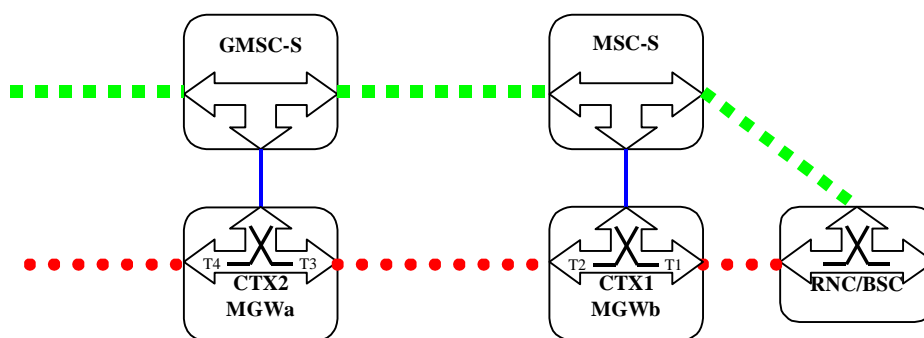 GMSC-S
MSC-S
T4
T3
CTX2
MGWa
T2
T1
CTX1
MGWb
RNC/BSC